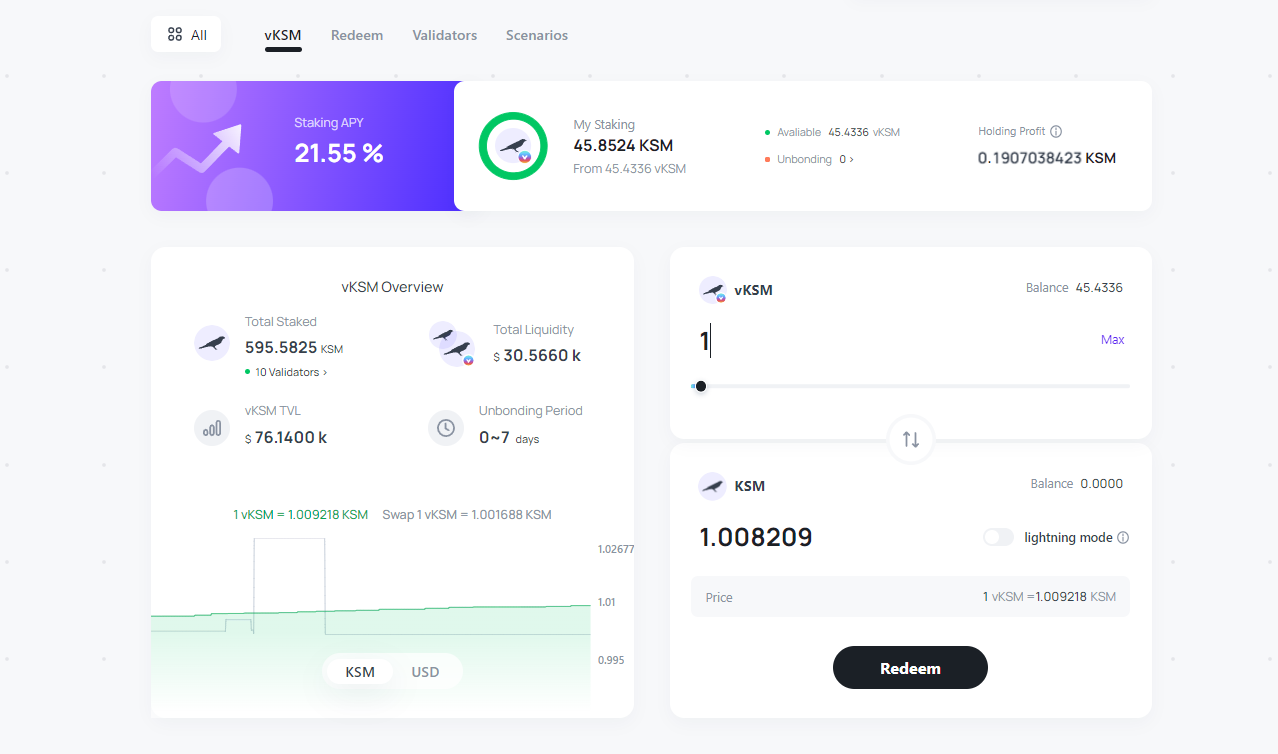 All vKSM Redeem Validators Scenarios
Staking APY
21.55 %
My Staking
45.8524 KSM
From 45.4336 vKSM
Avaliable 45.4336 vKSM
Unbonding 0 >
Holding Profit
0.1907038423 KSM
vKSM Overview
Total Staked
595.5825 KSM
10 Validators >
Total Liquidity
$ 30.5660 k
vKSM TVL
$ 76.1400 k
Unbonding Period
0~7 days
1 vKSM = 1.009218 KSM Swap 1 vKSM = 1.001688 KSM
1.02677
1.01
0.995
KSM USD
vKSM Balance 45.4336
1 Max
KSM Balance 0.0000
1.008209 lightning mode
Price 1 vKSM =1.009218 KSM
Redeem